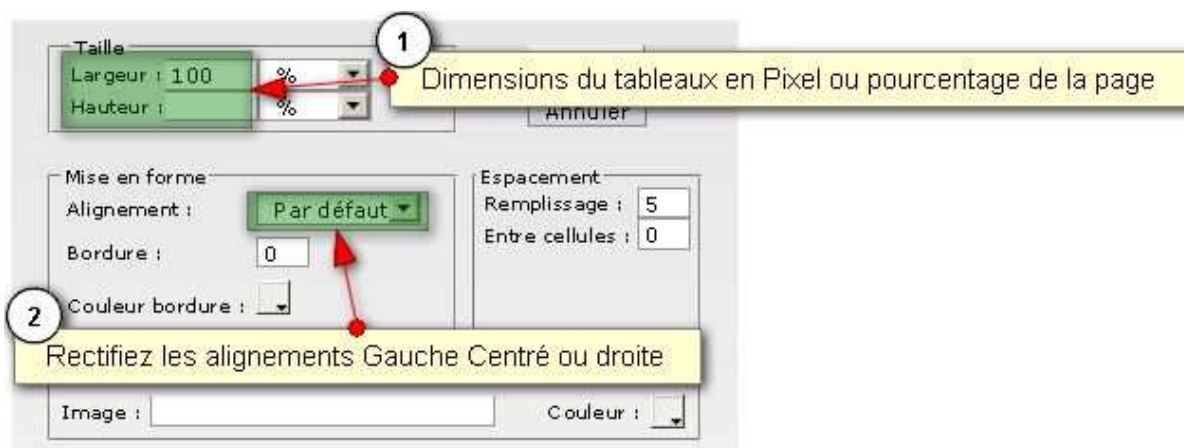 Taille
1
Largeur : 100 %
Dimensions du tableaux en Pixel ou pourcentage de la page
Hauteur : %
Annuler
Mise en forme
Alignement : Par défaut
Bordure : 0
Couleur bordure :
Espacement
Remplissage : 5
Entre cellules : 0
2
Rectifiez les alignements Gauche Centré ou droite
Image :
Couleur :